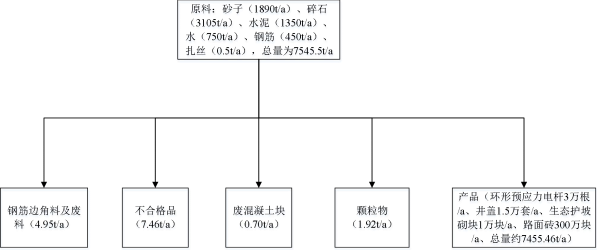 原料：砂子（1890t/a）、碎石
（3105t/a）、水泥（1350t/a）、
水（750t/a）、钢筋（450t/a）、
扎丝（0.5t/a），总量为7545.5t/a
钢筋边角料及废
料（4.95t/a）
不合格品
（7.46t/a）
废混凝土块
（0.70t/a）
颗粒物
（1.92t/a）
产品（环形预应力电杆3万根
/a、井盖1.5万套/a、生态护坡
砌块1万块/a、路面砖300万块
/a、总量约7455.46t/a）